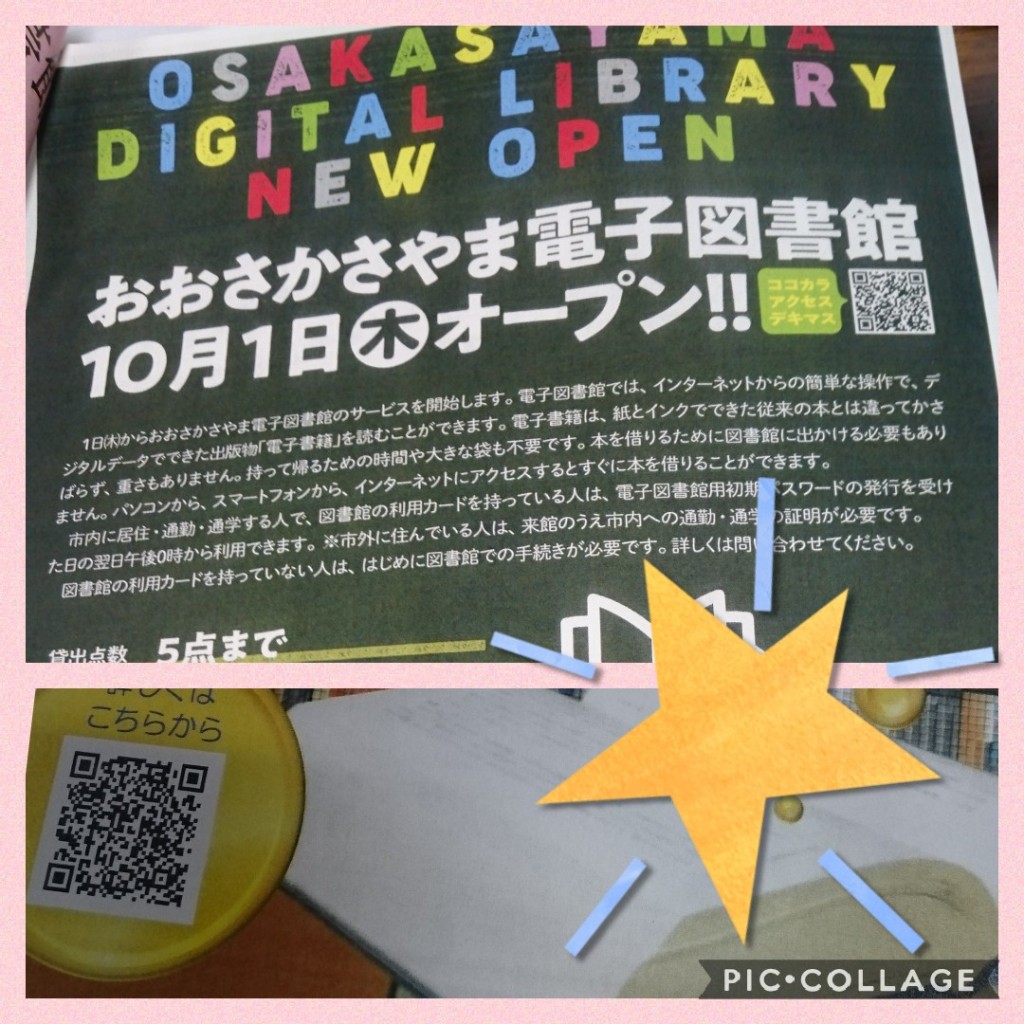 OSAKASAYAMA
DIGITAL LIBRARY
NEW OPEN
おおさかさやま電子図書館
10月1日㊍オープン!!
ココカラ
アクセス
デキマス
1日㈭からおおさかさやま電子図書館のサービスを開始します。電子図書館では、インターネットからの簡単な操作で、デ
ジタルデータでできた出版物「電子書籍」を読むことができます。電子書籍は、紙とインクでできた従来の本とは違ってかさ
ばらず、重さもありません。持って帰るための時間や大きな袋も不要です。本を借りるために図書館に出かける必要もあり
ません。パソコンから、スマートフォンから、インターネットにアクセスするとすぐに本を借りることができます。
市内に居住・通勤・通学する人で、図書館の利用カードを持っている人は、電子図書館用初期パスワードの発行を受け
た日の翌日午後0時から利用できます。※市外に住んでいる人は、来館のうえ市内への通勤・通学の証明が必要です。
図書館の利用カードを持っていない人は、はじめに図書館での手続きが必要です。詳しくは問い合わせてください。
貸出点数 5点まで
詳しくは
こちらから
PIC•COLLAGE